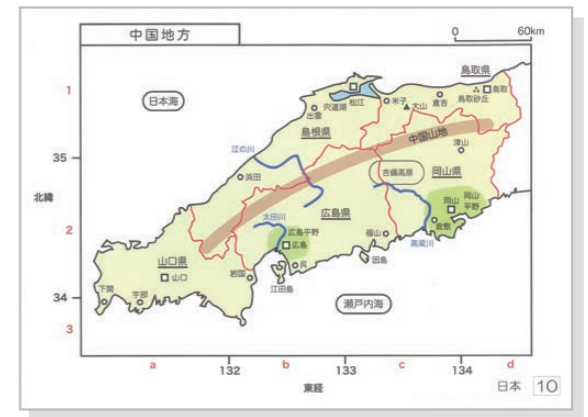 中国地方
0 60km
鳥取県
1
日本海
宍道湖
松江
米子
大山
倉吉
鳥取砂丘
鳥取
出雲
島根県
中国山地
津山
江の川
35
吉備高原
岡山県
浜田
北緯
岡山
岡山
平野
広島県
太田川
倉敷
2
広島平野
福山
広島
高梁川
山口県
因島
呉
岩国
山口
江田島
瀬戸内海
34
下関
宇部
3
a b c d
132 133 134
東経
日本 10